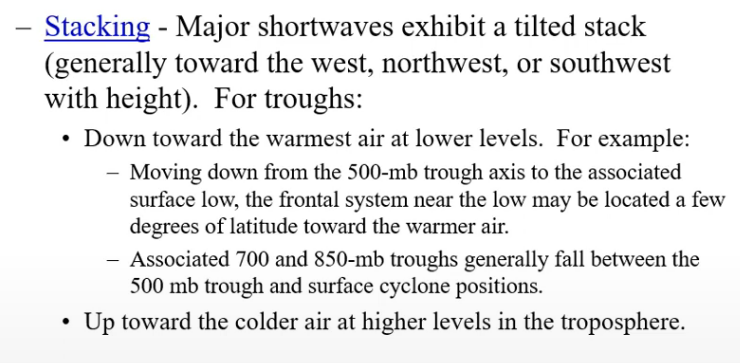 – Stacking - Major shortwaves exhibit a tilted stack
(generally toward the west, northwest, or southwest
with height).  For troughs:
• Down toward the warmest air at lower levels.  For example:
– Moving down from the 500-mb trough axis to the associated
surface low, the frontal system near the low may be located a few
degrees of latitude toward the warmer air.
– Associated 700 and 850-mb troughs generally fall between the
500 mb trough and surface cyclone positions.
• Up toward the colder air at higher levels in the troposphere.